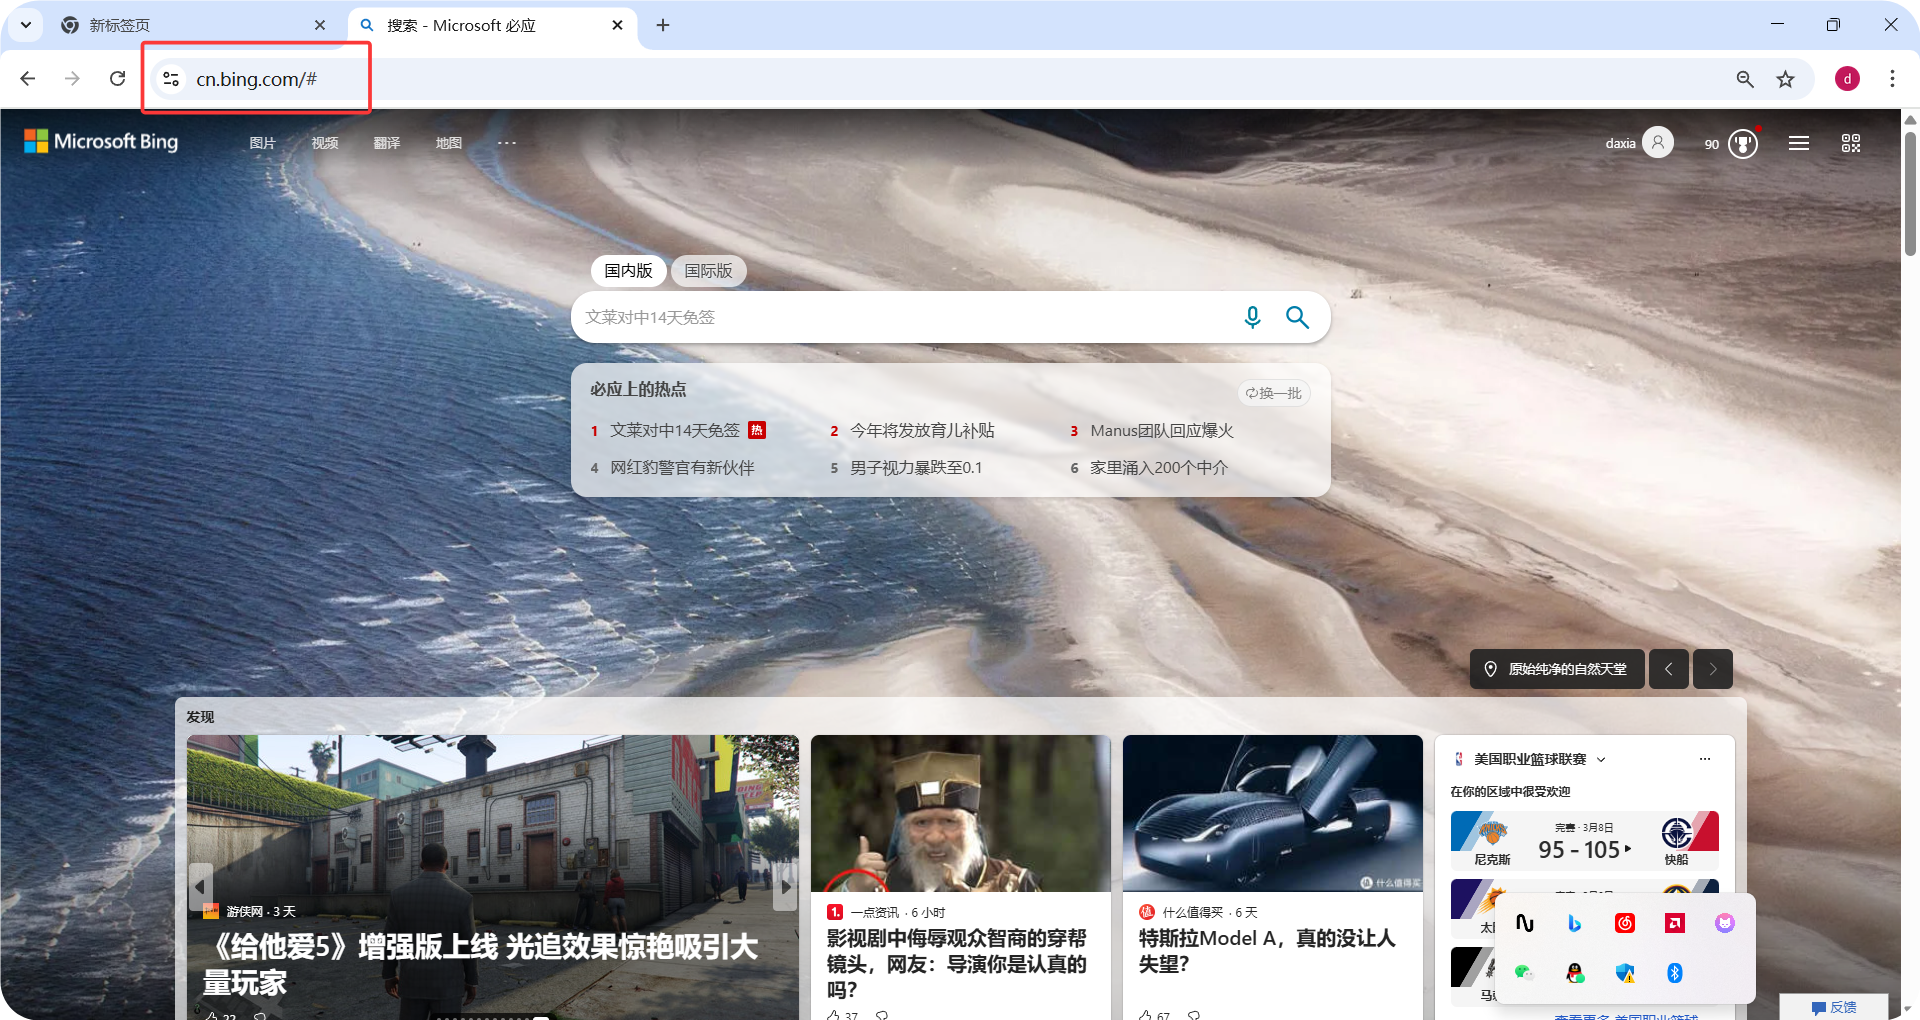 新标签页
搜索 - Microsoft 必应
cn.bing.com/#
d
Microsoft Bing
图片
视频
翻译
地图
···
daxia
90
国内版
国际版
文莱对中14天免签
必应上的热点
换一批
1 文莱对中14天免签 热
2 今年将发放育儿补贴
3 Manus团队回应爆火
4 网红豹警官有新伙伴
5 男子视力暴跌至0.1
6 家里涌入200个中介
原始纯净的自然天堂
发现
游侠网 · 3 天
《给他爱5》增强版上线 光追效果惊艳吸引大
量玩家
22
1. 一点资讯 · 6 小时
影视剧中侮辱观众智商的穿帮
镜头，网友：导演你是认真的
吗？
37
什么值得买
值 什么值得买 · 6 天
特斯拉Model A，真的没让人
失望？
67
美国职业篮球联赛
在你的区域中很受欢迎
完赛 · 3月8日
95 - 105
尼克斯
快船
反馈